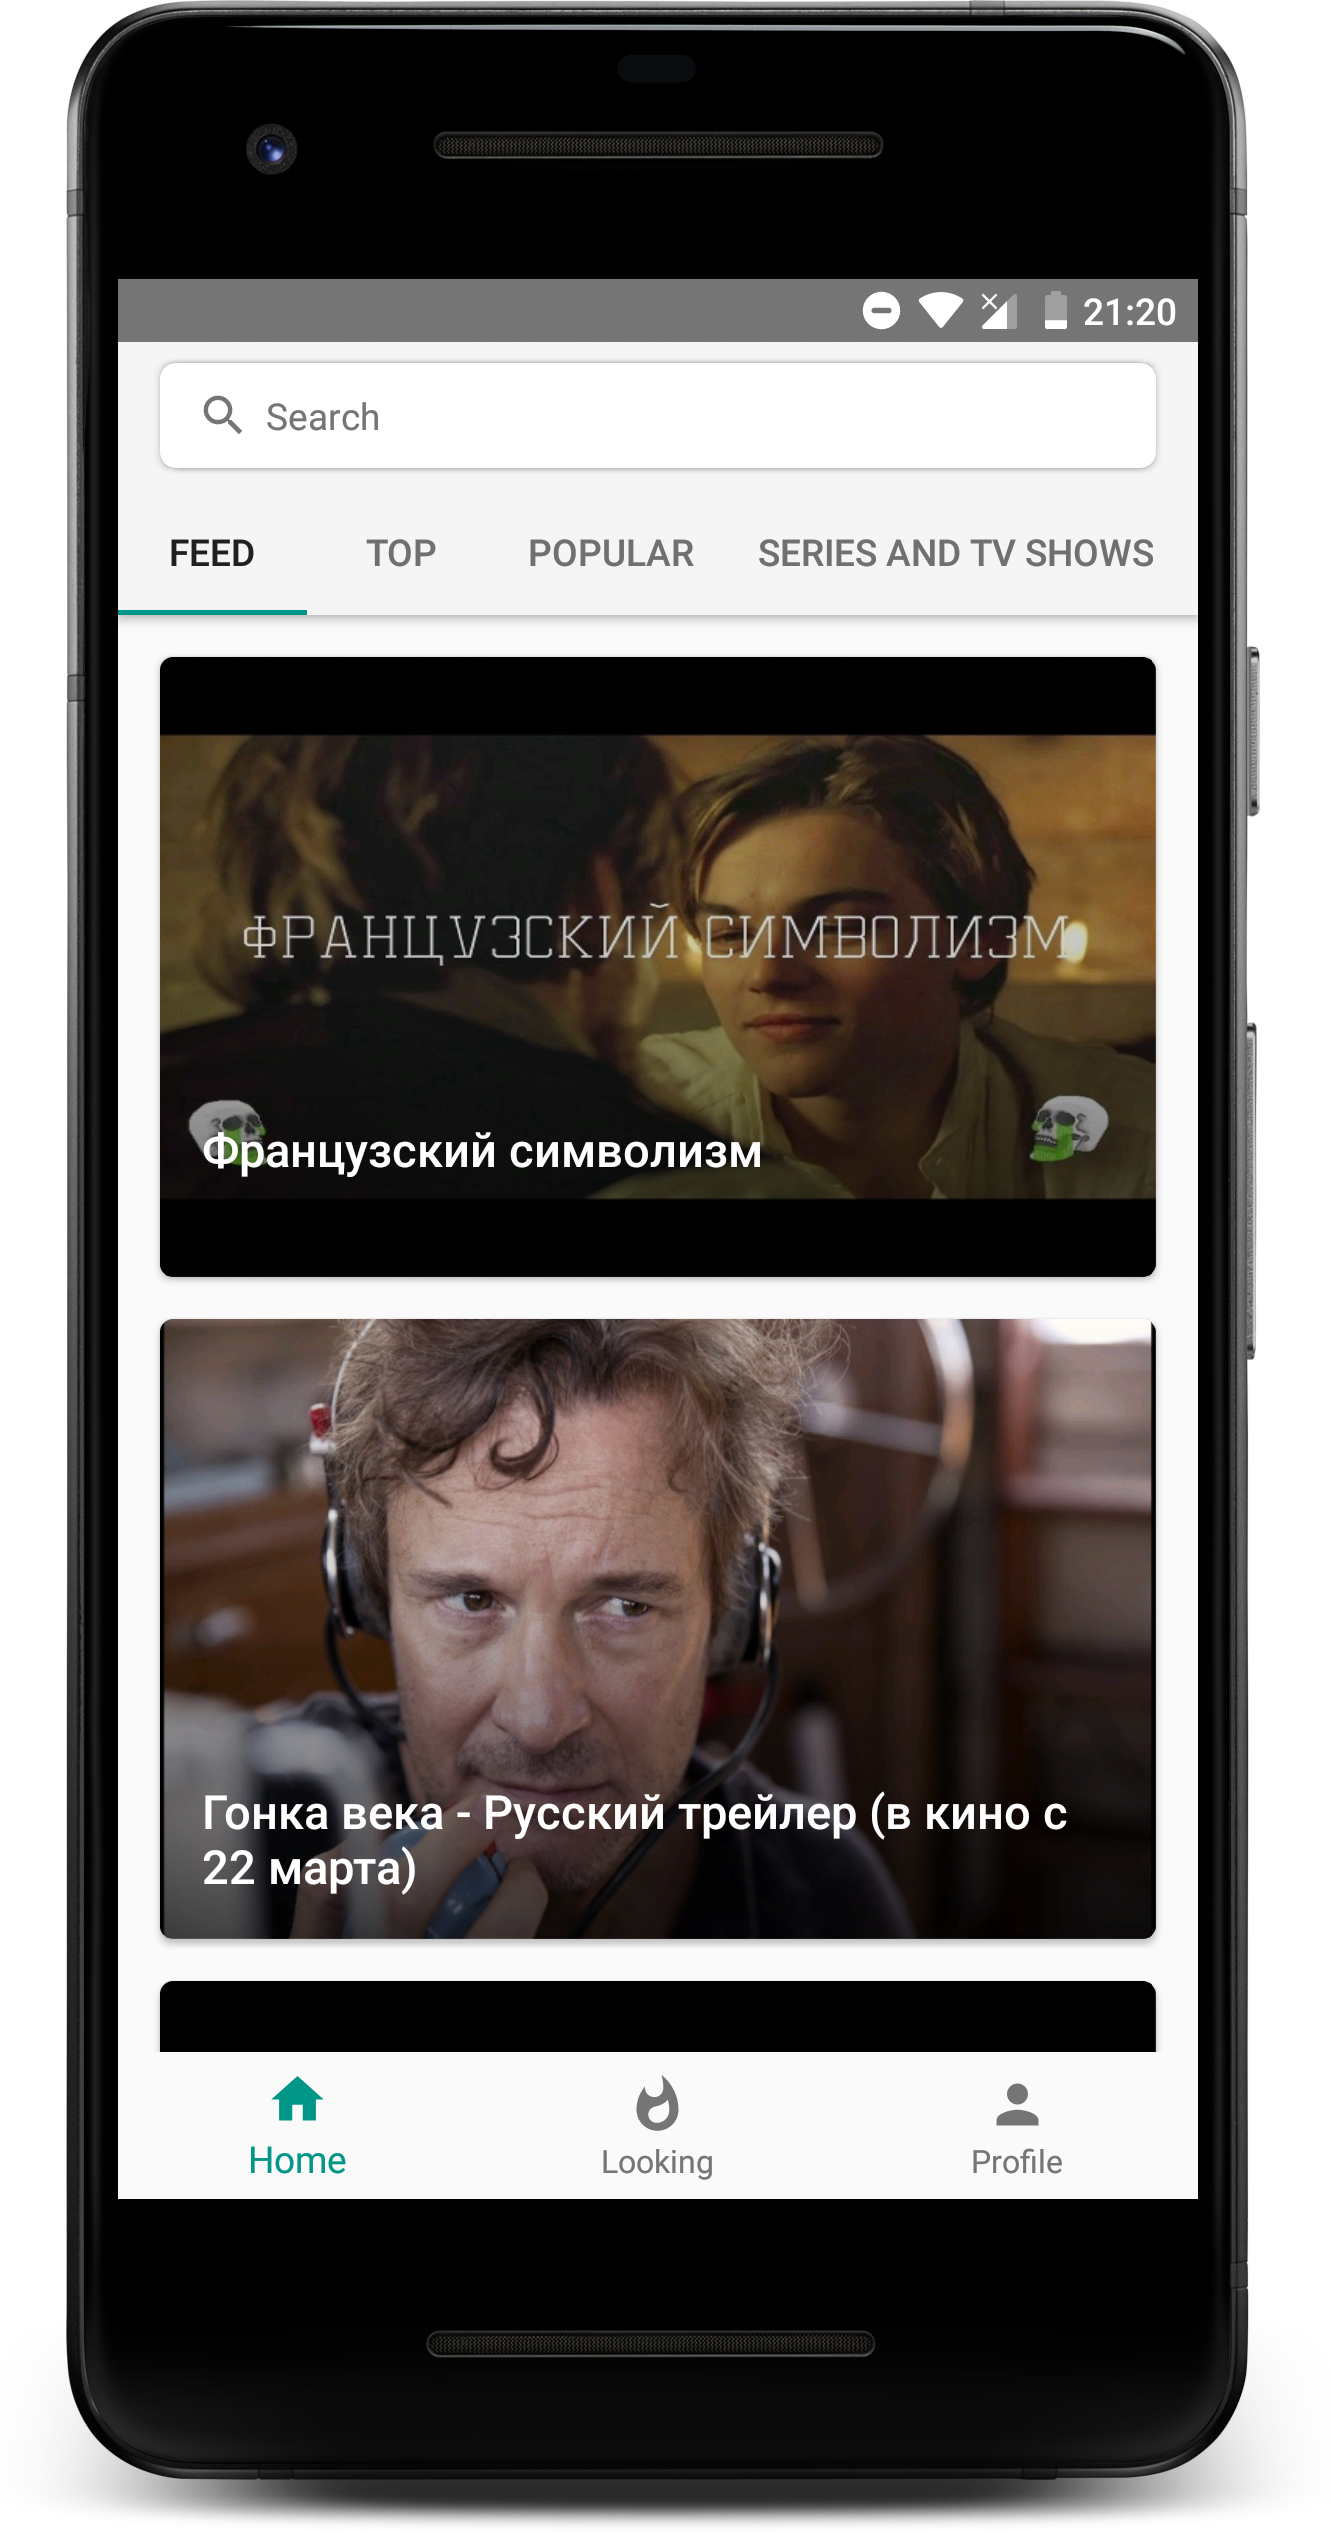 21:20
Search
FEED TOP POPULAR SERIES AND TV SHOWS
ФРАНЦУЗСКИЙ СИМВОЛИЗМ
Французский символизм
Гонка века - Русский трейлер (в кино с
22 марта)
Home Looking Profile